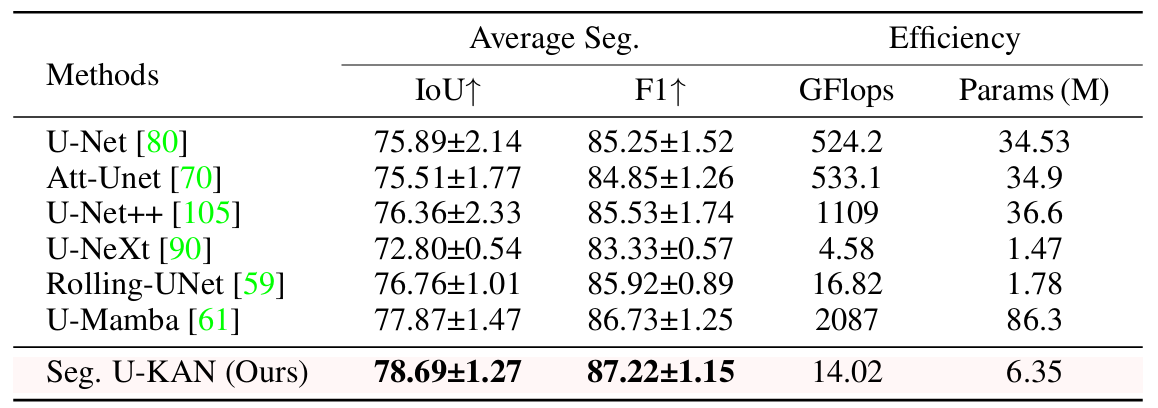 Average Seg. Efficiency
Methods
IoU↑ F1↑ GFlops Params (M)
U-Net [80] 75.89±2.14 85.25±1.52 524.2 34.53
Att-Unet [70] 75.51±1.77 84.85±1.26 533.1 34.9
U-Net++ [105] 76.36±2.33 85.53±1.74 1109 36.6
U-NeXt [90] 72.80±0.54 83.33±0.57 4.58 1.47
Rolling-UNet [59] 76.76±1.01 85.92±0.89 16.82 1.78
U-Mamba [61] 77.87±1.47 86.73±1.25 2087 86.3
Seg. U-KAN (Ours) 78.69±1.27 87.22±1.15 14.02 6.35